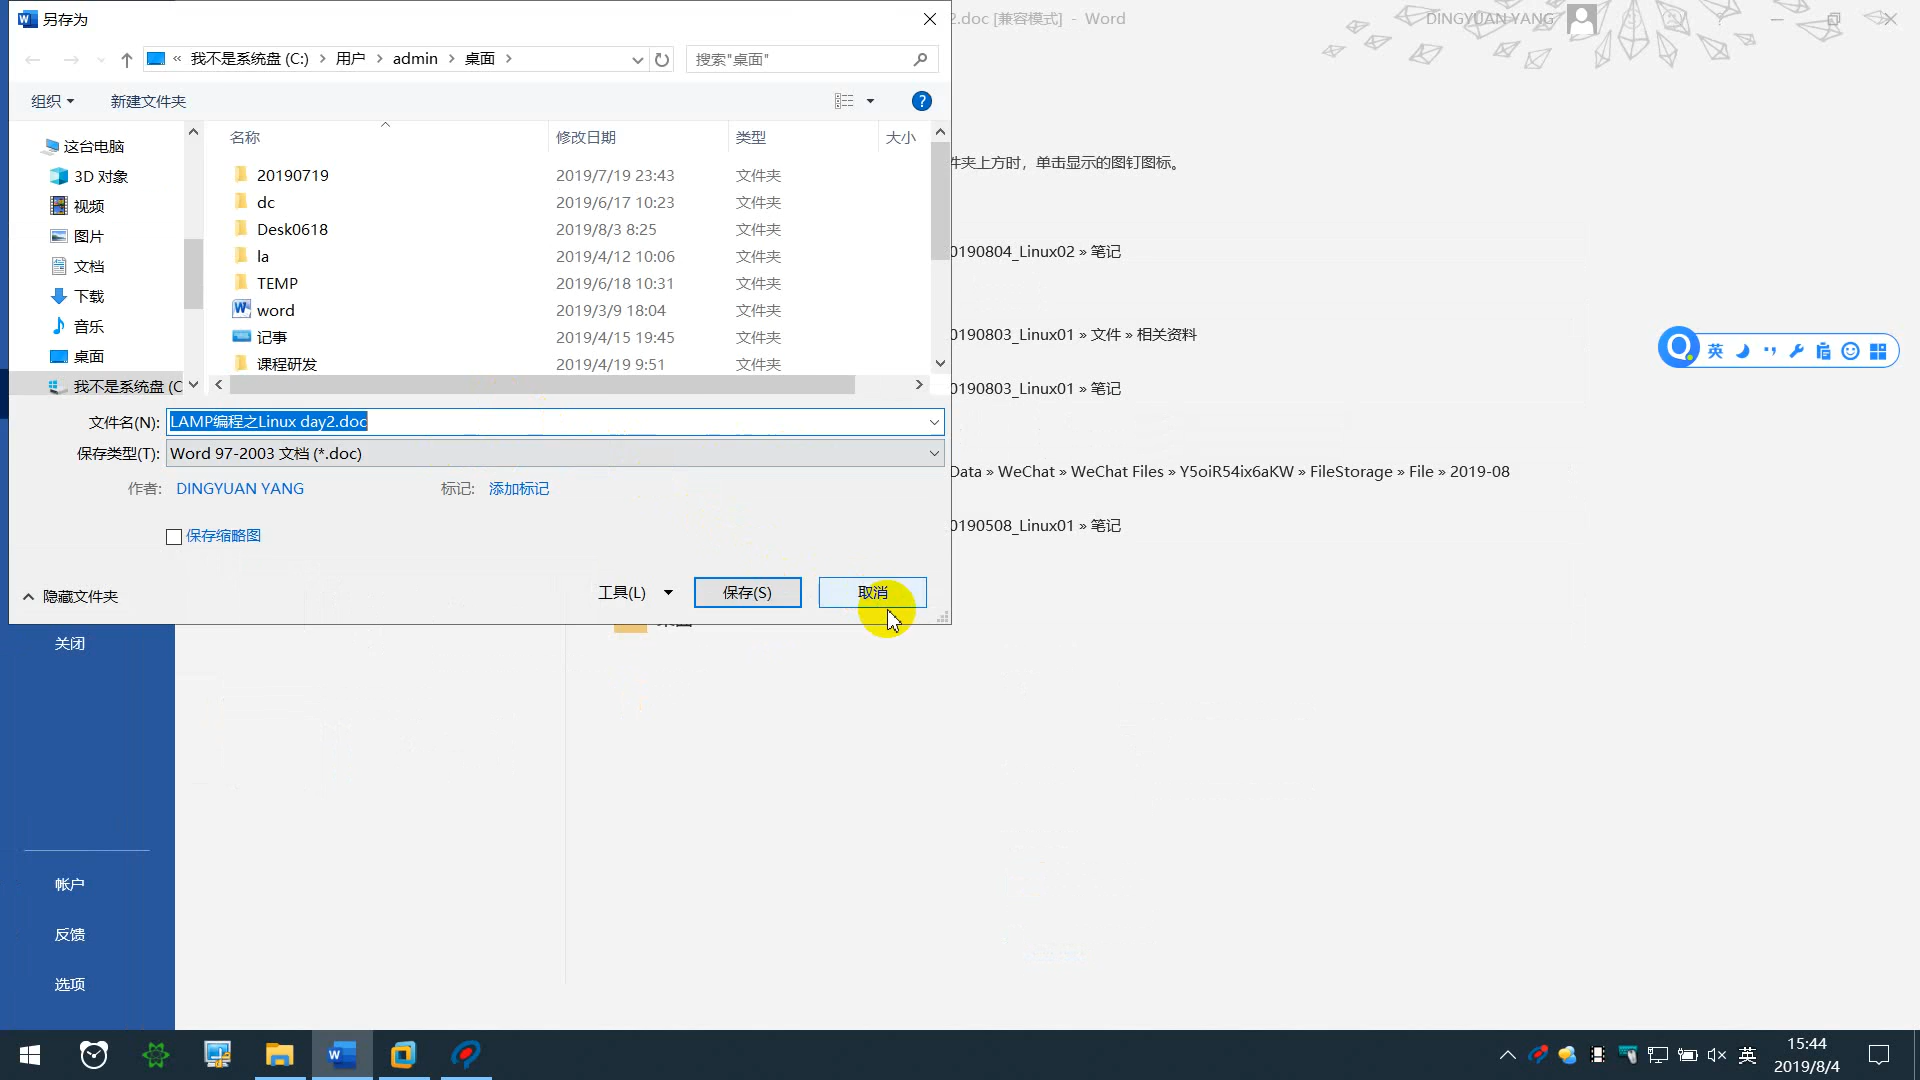 另存为
2.doc [兼容模式] - Word
DINGYUAN YANG
« 我不是系统盘 (C:) › 用户 › admin › 桌面 ›
搜索"桌面"
组织
新建文件夹
名称 修改日期 类型 大小
这台电脑
3D 对象
视频
图片
文档
下载
音乐
桌面
我不是系统盘 (C
20190719 2019/7/19 23:43 文件夹
dc 2019/6/17 10:23 文件夹
Desk0618 2019/8/3 8:25 文件夹
la 2019/4/12 10:06 文件夹
TEMP 2019/6/18 10:31 文件夹
word 2019/3/9 18:04 文件夹
记事 2019/4/15 19:45 文件夹
课程研发 2019/4/19 9:51 文件夹
文件名(N): LAMP编程之Linux day2.doc
保存类型(T): Word 97-2003 文档 (*.doc)
作者: DINGYUAN YANG 标记: 添加标记
保存缩略图
隐藏文件夹
工具(L) 保存(S) 取消
件夹上方时，单击显示的图钉图标。
0190804_Linux02 » 笔记
0190803_Linux01 » 文件 » 相关资料
0190803_Linux01 » 笔记
Data » WeChat » WeChat Files » Y5oiR54ix6aKW » FileStorage » File » 2019-08
0190508_Linux01 » 笔记
英
关闭
帐户
反馈
选项
英
15:44
2019/8/4